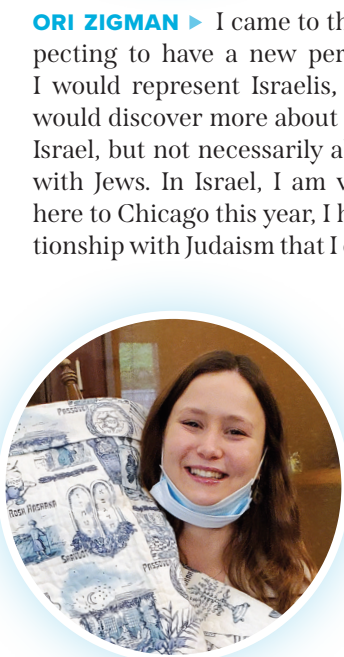 ORI ZIGMAN ▶ I came to th
pecting to have a new per
I would represent Israelis,
would discover more about
Israel, but not necessarily a
with Jews. In Israel, I am v
here to Chicago this year, I h
tionship with Judaism that I
PASSOVER
ROSH HASHANA
SHABBOS
PASSOVER